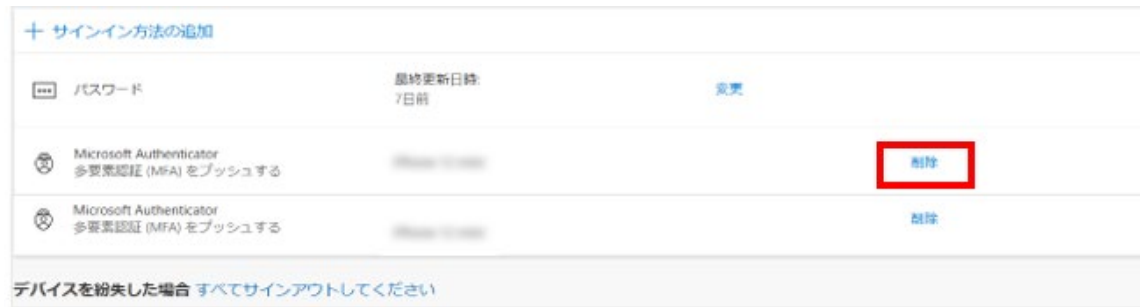 サインイン方法の追加
パスワード
最終更新日時:
7日前
変更
Microsoft Authenticator
多要素認証 (MFA) をプッシュする
削除
Microsoft Authenticator
多要素認証 (MFA) をプッシュする
削除
デバイスを紛失した場合 すべてサインアウトしてください